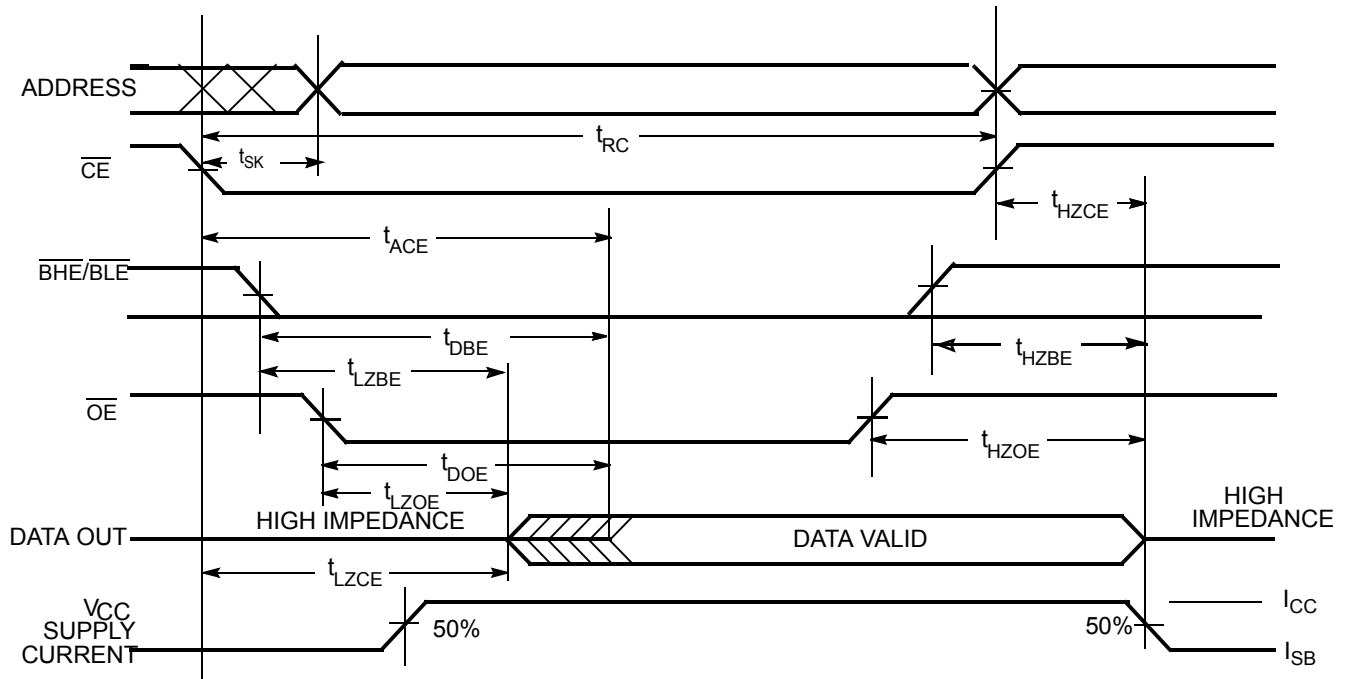 ADDRESS
tRC
tSK
CE
tHZCE
tACE
BHE/BLE
tDBE
tHZBE
tLZBE
OE
tHZOE
tDOE
tLZOE
HIGH IMPEDANCE
HIGH
IMPEDANCE
DATA OUT
DATA VALID
tLZCE
VCC
SUPPLY
CURRENT
50%
50%
ICC
ISB